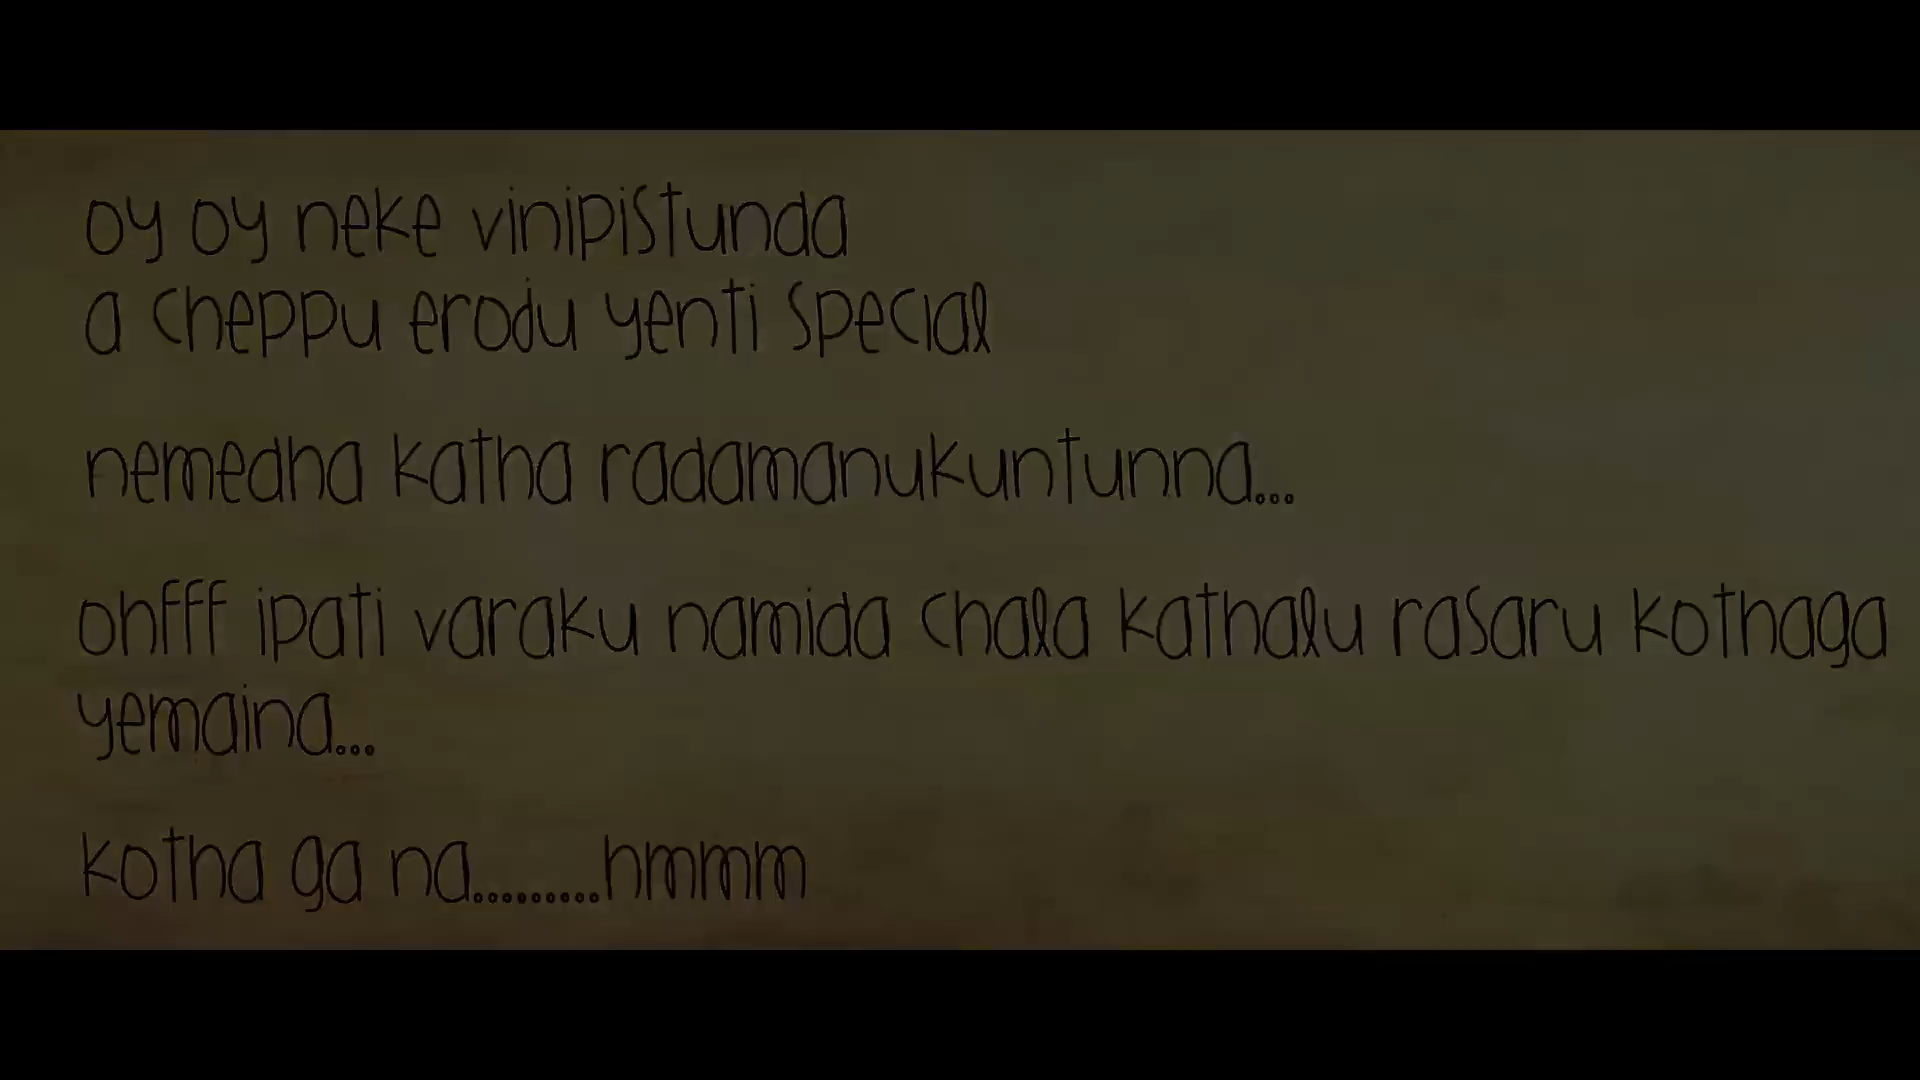 oy oy neke vinipistunda
a cheppu erodu yenti special
nemedha katha radamanukuntunna...
ohfff ipati varaku namida chala kathalu rasaru kothaga
yemaina...
kotha ga na.........hmmm